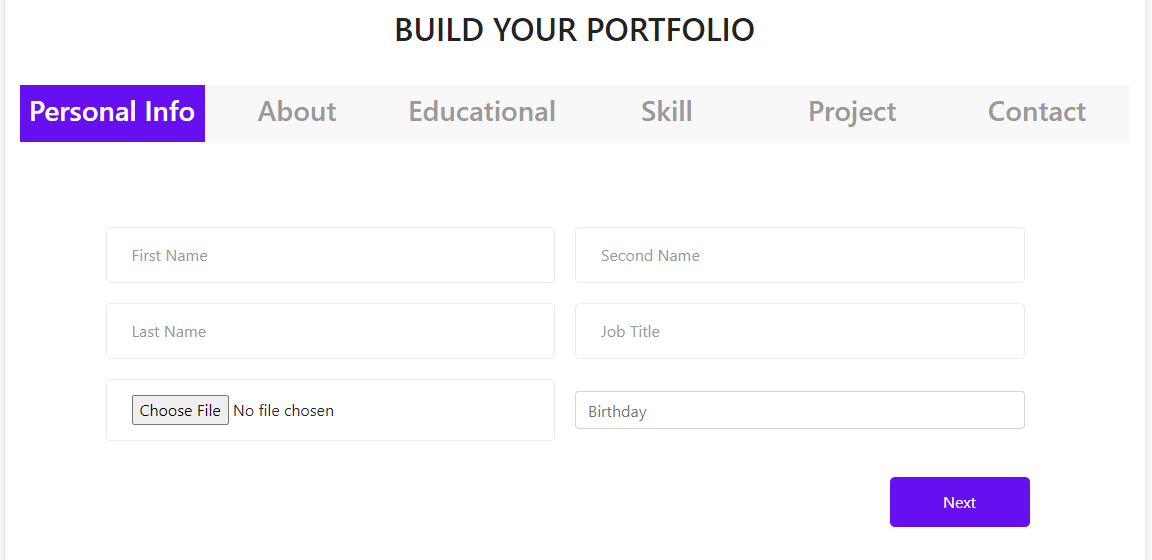 BUILD YOUR PORTFOLIO
Personal Info About Educational Skill Project Contact
First Name Second Name
Last Name Job Title
Choose File No file chosen Birthday
Next